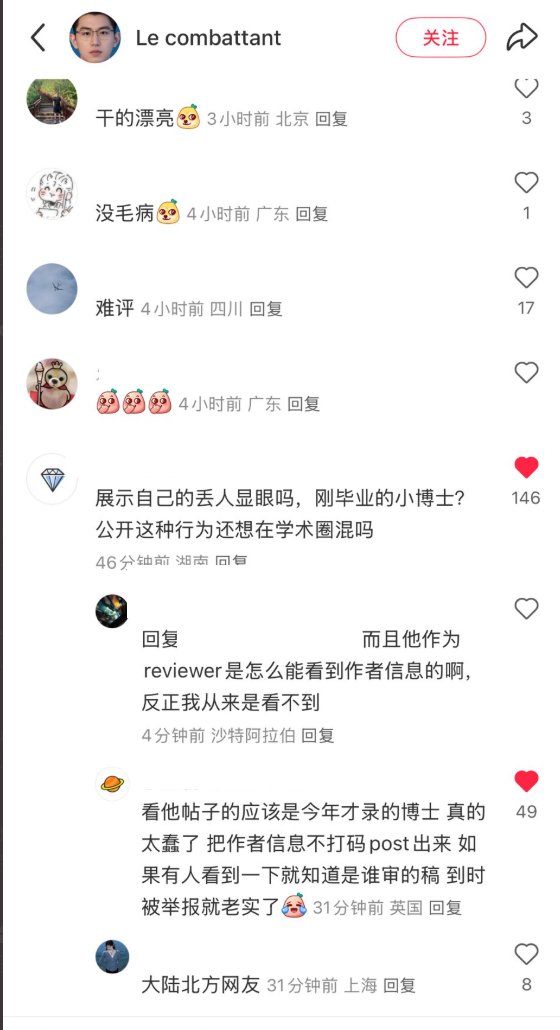 Le combattant
关注
干的漂亮 3小时前 北京 回复
3
没毛病 4小时前 广东 回复
1
难评 4小时前 四川 回复
17
4小时前 广东 回复
146
展示自己的丢人显眼吗，刚毕业的小博士？
公开这种行为还想在学术圈混吗
46分钟前 湖南 回复
回复 而且他作为
reviewer是怎么能看到作者信息的啊，
反正我从来是看不到
4分钟前 沙特阿拉伯 回复
49
看他帖子的应该是今年才录的博士 真的
太蠢了 把作者信息不打码post出来 如
果有人看到一下就知道是谁审的稿 到时
被举报就老实了 31分钟前 英国 回复
大陆北方网友 31分钟前 上海 回复
8